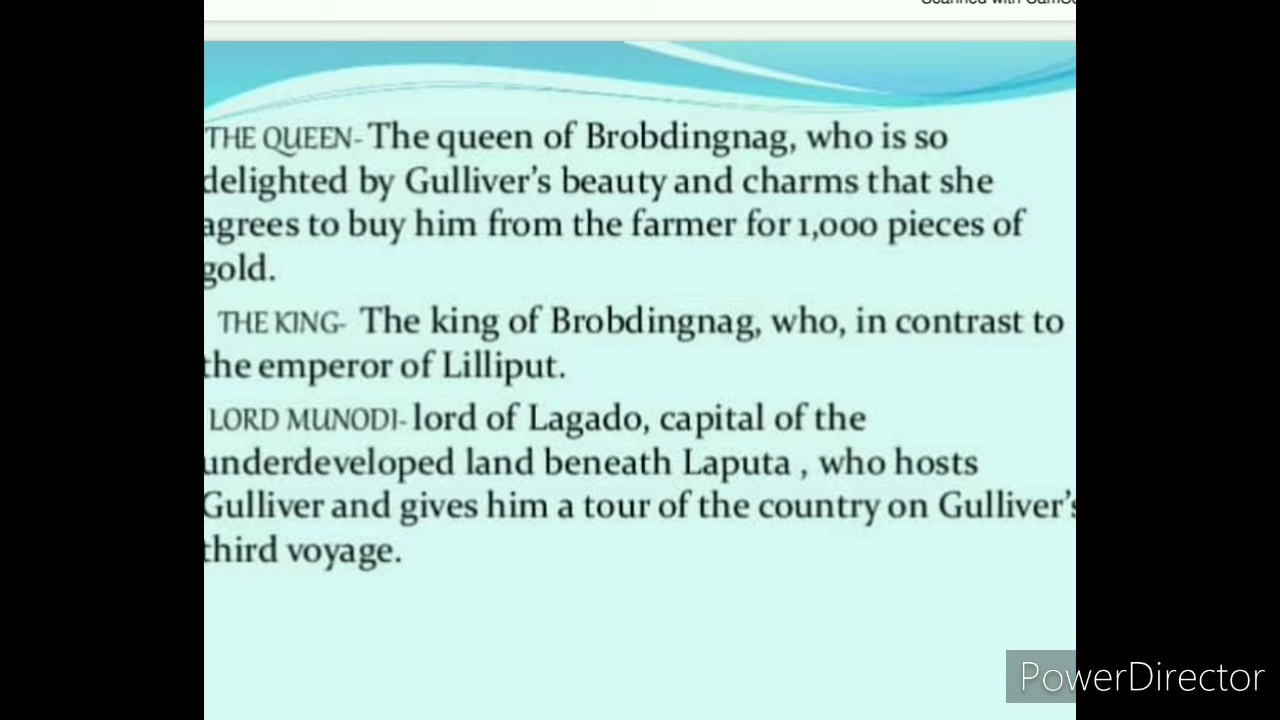 Scanned with
THE QUEEN- The queen of Brobdingnag, who is so
delighted by Gulliver's beauty and charms that she
agrees to buy him from the farmer for 1,000 pieces of
gold.
THE KING- The king of Brobdingnag, who, in contrast to
the emperor of Lilliput.
LORD MUNODI- lord of Lagado, capital of the
underdeveloped land beneath Laputa , who hosts
Gulliver and gives him a tour of the country on Gulliver's
third voyage.
PowerDirector